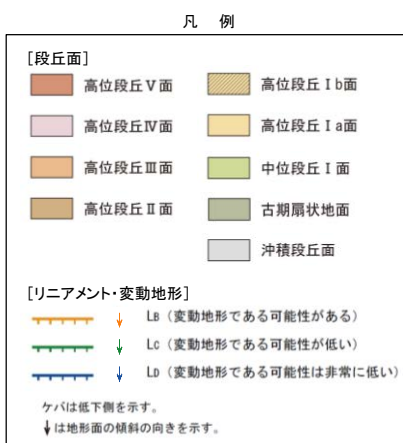 凡 例
[段丘面]
高位段丘Ⅴ面
高位段丘Ⅰb面
高位段丘Ⅳ面
高位段丘Ⅰa面
高位段丘Ⅲ面
中位段丘Ⅰ面
高位段丘Ⅱ面
古期扇状地面
沖積段丘面
[リニアメント・変動地形]
LB（変動地形である可能性がある）
LC（変動地形である可能性が低い）
LD（変動地形である可能性は非常に低い）
ケバは低下側を示す。
↓は地形面の傾斜の向きを示す。